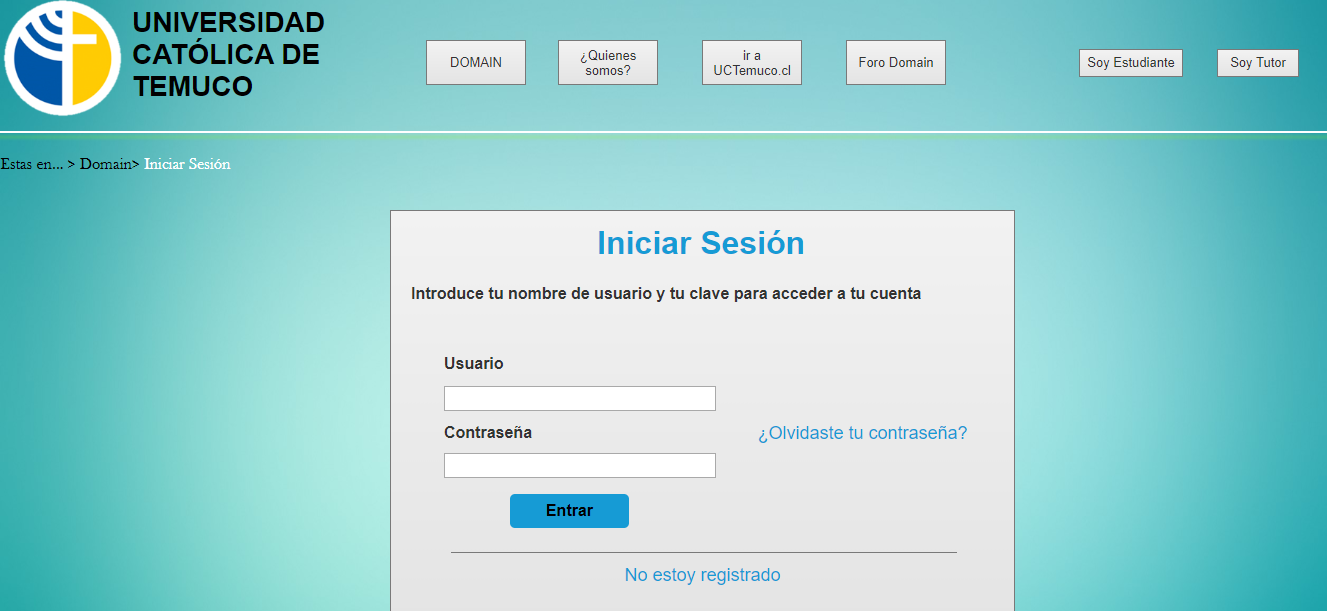 UNIVERSIDAD
CATÓLICA DE
TEMUCO
DOMAIN
¿Quienes
somos?
ir a
UCTemuco.cl
Foro Domain
Soy Estudiante
Soy Tutor
Estas en... > Domain> Iniciar Sesión
Iniciar Sesión
Introduce tu nombre de usuario y tu clave para acceder a tu cuenta
Usuario
Contraseña
¿Olvidaste tu contraseña?
Entrar
No estoy registrado